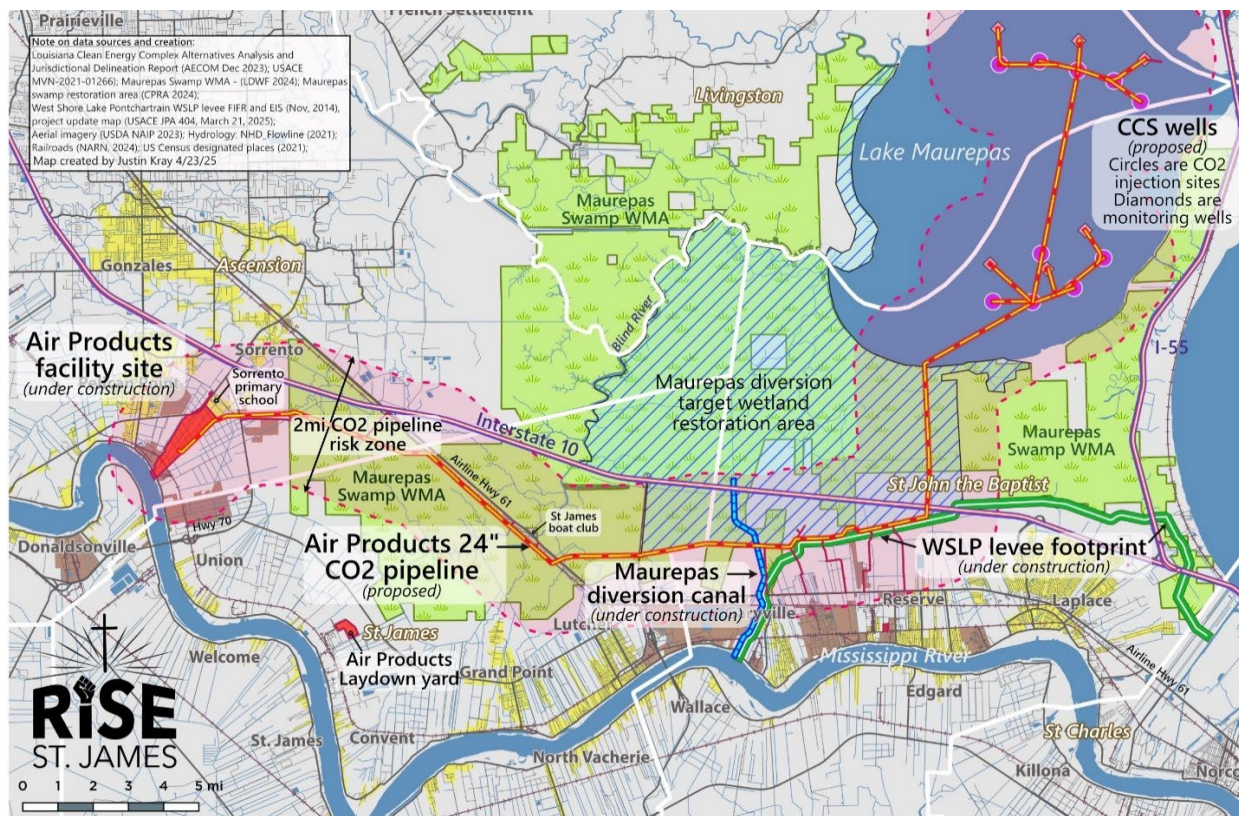 Prairieville
French Settlement
Note on data sources and creation:
Louisiana Clean Energy Complex Alternatives Analysis and
Jurisdictional Delineation Report (AECOM Dec 2023); USACE
MVN-2021-01266); Maurepas Swamp WMA - (LDWF 2024); Maurepas
swamp restoration area (CPRA 2024);
West Shore Lake Pontchartrain WSLP levee FIFR and EIS (Nov, 2014),
project update map (USACE JPA 404, March 21, 2025);
Aerial imagery (USDA NAIP 2023); Hydrology: NHD_Flowline (2021);
Railroads (NARN, 2024); US Census designated places (2021);
Map created by Justin Kray 4/23/25
Livingston
Lake Maurepas
CCS wells
(proposed)
Circles are CO2
injection sites
Diamonds are
monitoring wells
Maurepas
Swamp WMA
Gonzales
Ascension
Blind River
Air Products
facility site
(under construction)
Sorrento
Sorrento
primary
school
I-55
2mi CO2 pipeline
risk zone
Interstate 10
Maurepas diversion
target wetland
restoration area
Maurepas
Swamp WMA
Airline Hwy 61
Maurepas
Swamp WMA
St John the Baptist
St James
boat club
Hwy 70
Donaldsonville
Union
Air Products 24"
CO2 pipeline
(proposed)
Maurepas
diversion canal
(under construction)
WSLP levee footprint
(under construction)
Reserve
Laplace
Lutcher
St James
Air Products
Laydown yard
Welcome
Grand Point
Mississippi River
Airline Hwy 61
Edgard
Wallace
RISE
ST. JAMES
St. James
Convent
North Vacherie
St Charles
Killona
Norco
0 1 2 3 4 5 mi